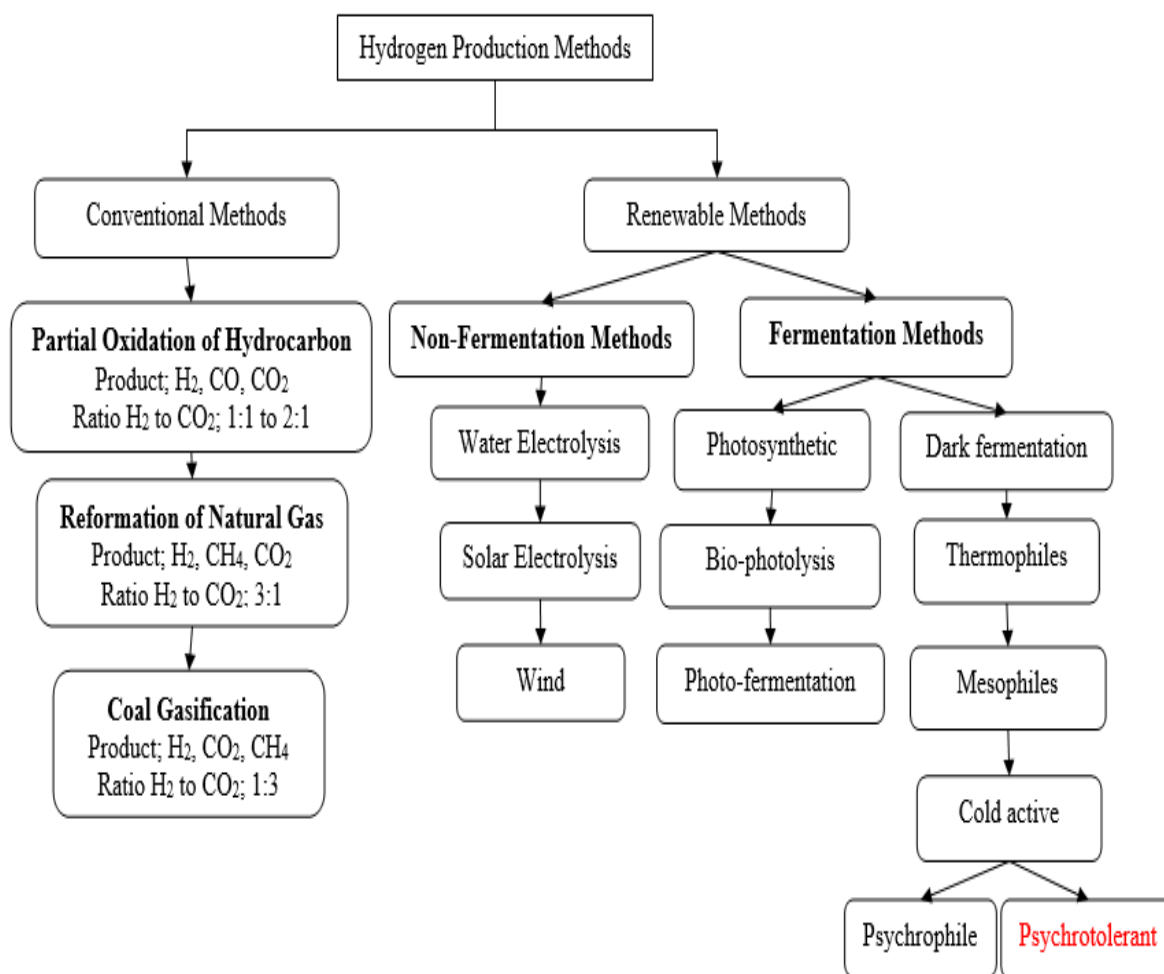 Hydrogen Production Methods
Conventional Methods
Renewable Methods
Partial Oxidation of Hydrocarbon
Product; H₂, CO, CO₂
Ratio H₂ to CO₂; 1:1 to 2:1
Non-Fermentation Methods
Fermentation Methods
Water Electrolysis
Photosynthetic
Dark fermentation
Reformation of Natural Gas
Product; H₂, CH₄, CO₂
Ratio H₂ to CO₂; 3:1
Solar Electrolysis
Bio-photolysis
Thermophiles
Coal Gasification
Product; H₂, CO₂, CH₄
Ratio H₂ to CO₂; 1:3
Wind
Photo-fermentation
Mesophiles
Cold active
Psychrophile
Psychrotolerant